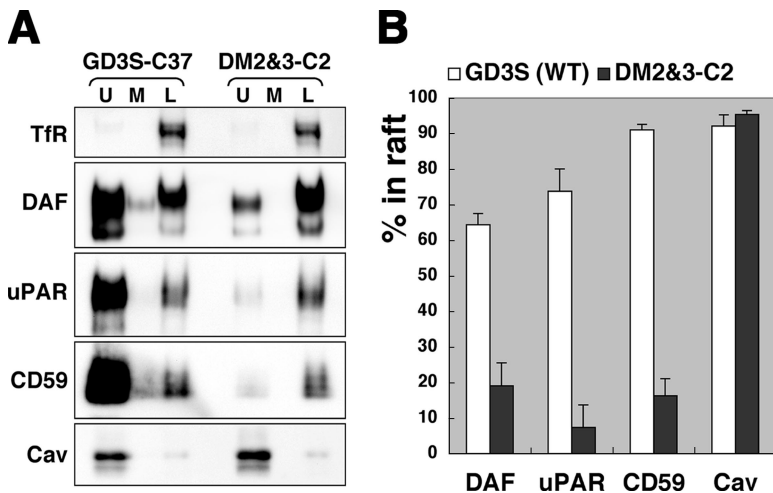 A
GD3S-C37 DM2&3-C2
U M L U M L
TfR
DAF
uPAR
CD59
Cav
B
GD3S (WT) DM2&3-C2
% in raft
100
90
80
70
60
50
40
30
20
10
0
DAF uPAR CD59 Cav